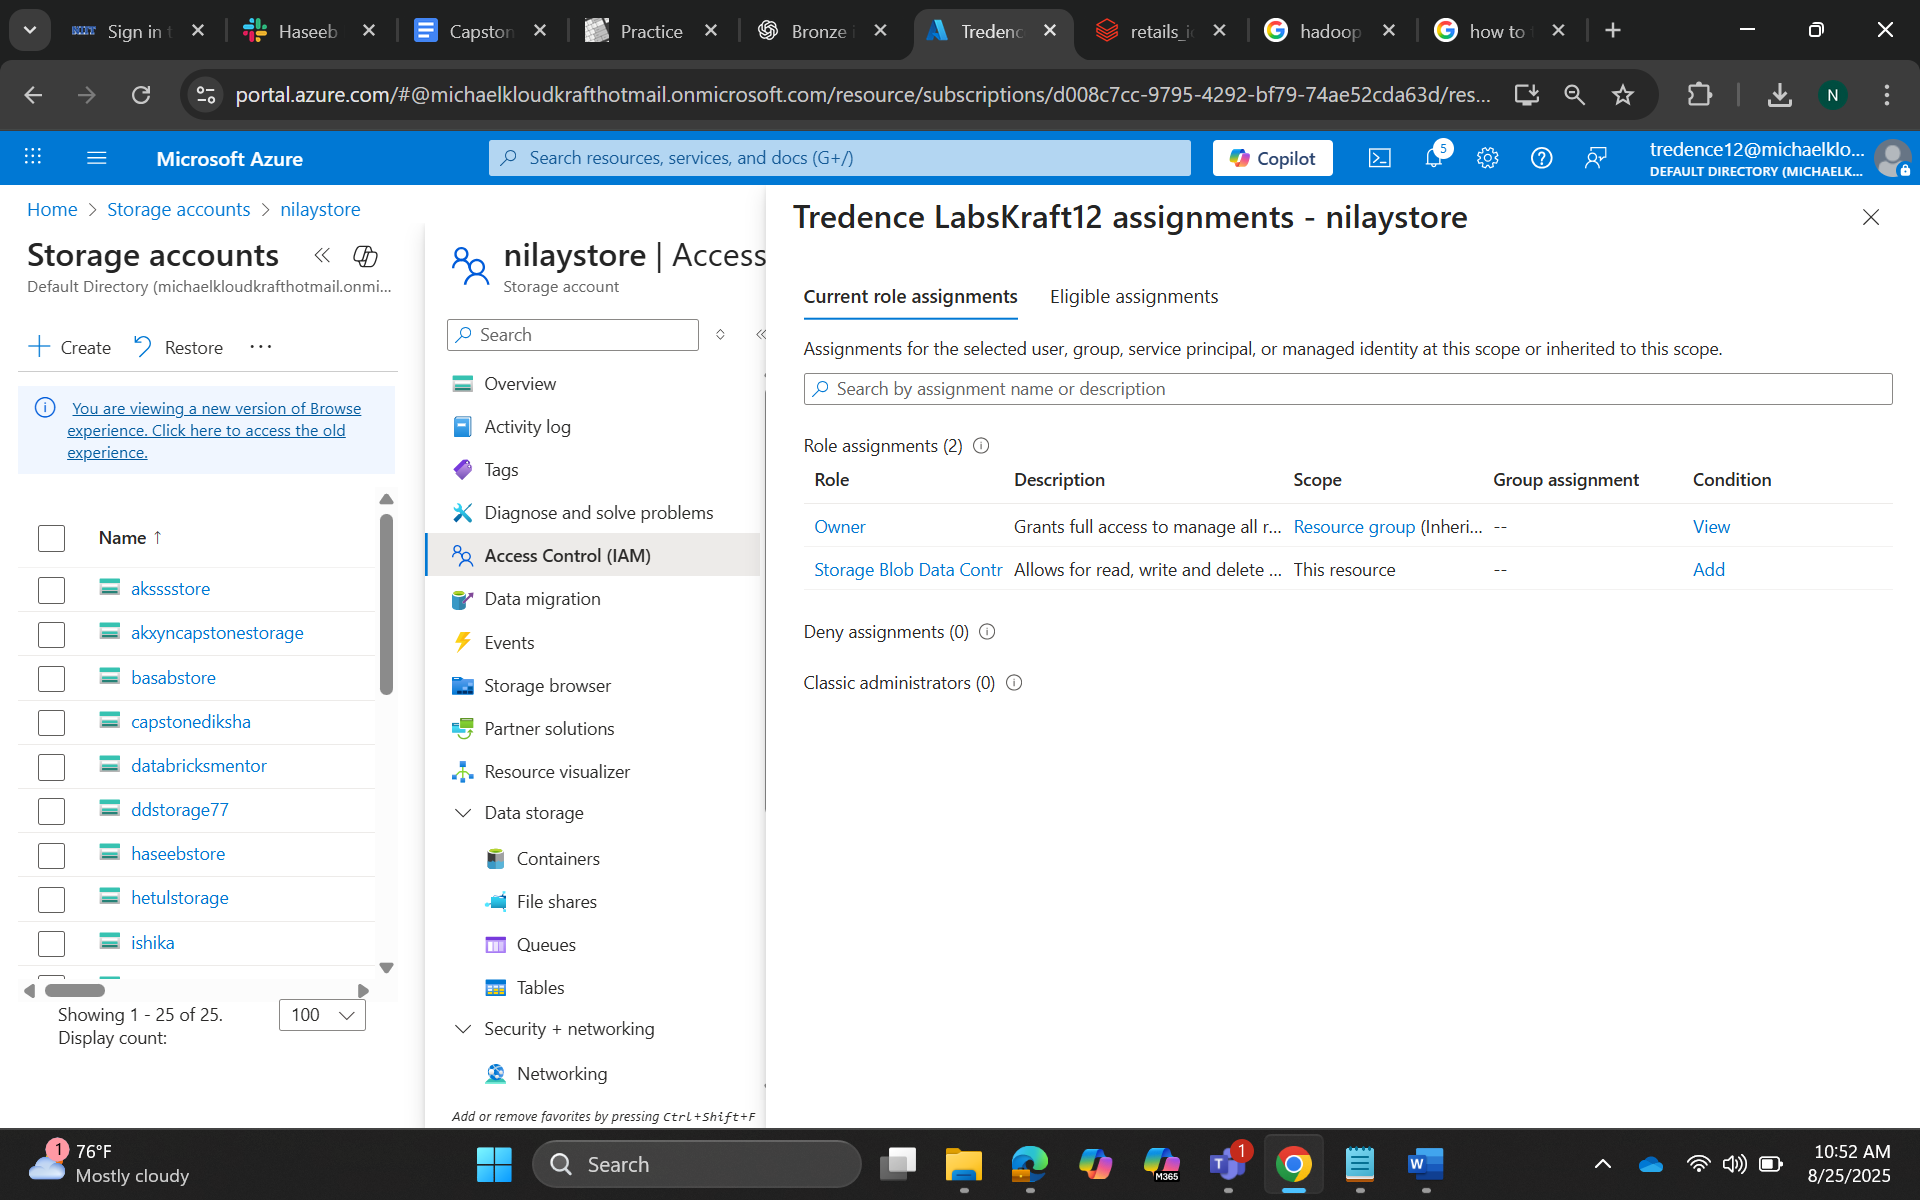 Sign in t
Haseeb
Capston
Practice
Bronze i
Tredenc
retails_i
hadoop
how to
portal.azure.com/#@michaelkloudkrafthotmail.onmicrosoft.com/resource/subscriptions/d008c7cc-9795-4292-bf79-74ae52cda63d/res...
N
Microsoft Azure
Search resources, services, and docs (G+/)
Copilot
5
tredence12@michaelklo...
DEFAULT DIRECTORY (MICHAELK...
Home > Storage accounts > nilaystore
Storage accounts
Default Directory (michaelkloudkrafthotmail.onmi...
Create
Restore
...
You are viewing a new version of Browse
experience. Click here to access the old
experience.
Name ↑
aksssstore
akxyncapstonestorage
basabstore
capstonediksha
databricksmentor
ddstorage77
haseebstore
hetulstorage
ishika
Showing 1 - 25 of 25.
Display count:
100
nilaystore | Access
Storage account
Search
Overview
Activity log
Tags
Diagnose and solve problems
Access Control (IAM)
Data migration
Events
Storage browser
Partner solutions
Resource visualizer
Data storage
Containers
File shares
Queues
Tables
Security + networking
Networking
Add or remove favorites by pressing Ctrl+Shift+F
Tredence LabsKraft12 assignments - nilaystore
Current role assignments
Eligible assignments
Assignments for the selected user, group, service principal, or managed identity at this scope or inherited to this scope.
Search by assignment name or description
Role assignments (2)
Role Description Scope Group assignment Condition
Owner Grants full access to manage all r... Resource group (Inheri... -- View
Storage Blob Data Contr Allows for read, write and delete ... This resource -- Add
Deny assignments (0)
Classic administrators (0)
1
76°F
Mostly cloudy
Search
M365
1
10:52 AM
8/25/2025